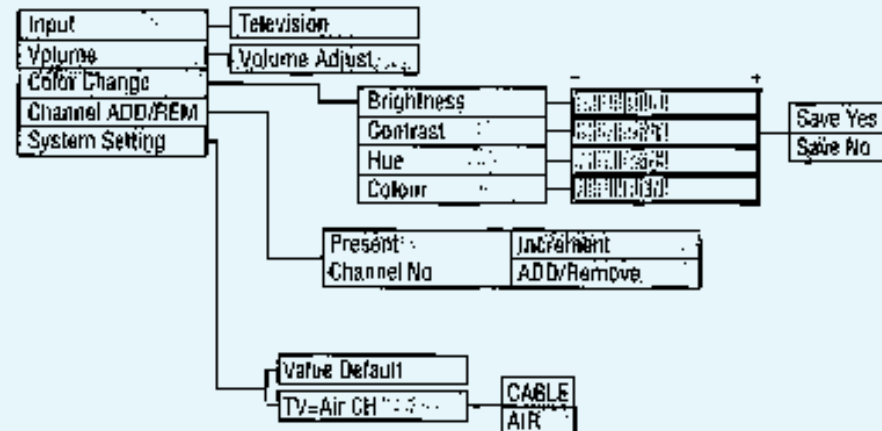 Input
Television
Volume
Volume Adjust
Color Change
Channel ADD/REM
System Setting
- +
Brightness
Contrast
Hue
Colour
Save Yes
Save No
Present
Channel No
Increment
ADD/Remove
Value Default
TV=Air CH
CABLE
AIR